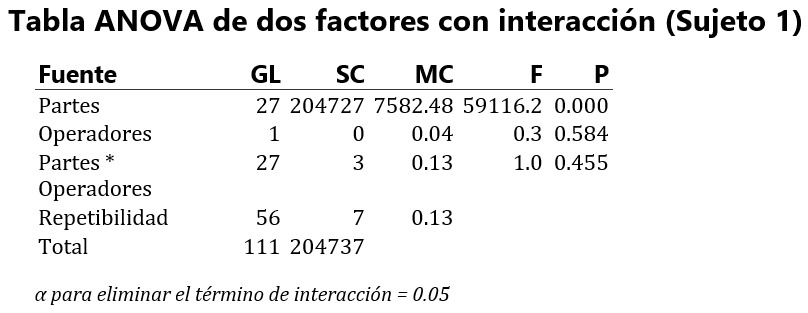 Tabla ANOVA de dos factores con interacción (Sujeto 1)
Fuente GL SC MC F P
Partes 27 204727 7582.48 59116.2 0.000
Operadores 1 0 0.04 0.3 0.584
Partes * 27 3 0.13 1.0 0.455
Operadores
Repetibilidad 56 7 0.13
Total 111 204737
α para eliminar el término de interacción = 0.05